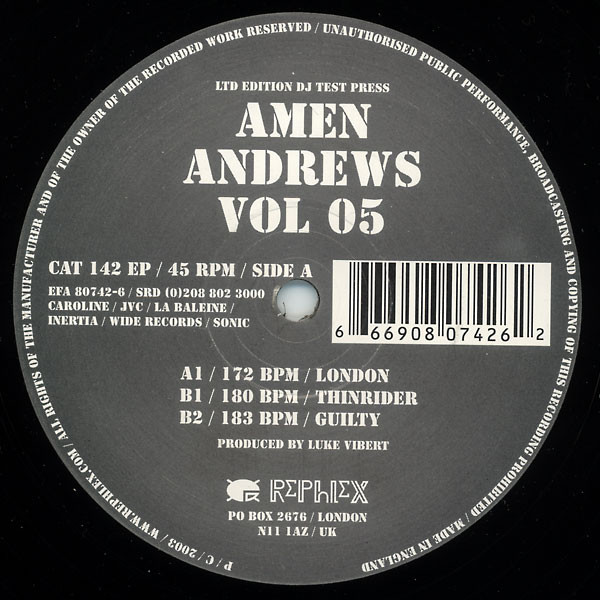 LTD EDITION DJ TEST PRESS
AMEN
ANDREWS
VOL 05
CAT 142 EP / 45 RPM / SIDE A
EFA 80742-6 / SRD (0)208 802 3000
CAROLINE / JVC / LA BALEINE /
INERTIA / WIDE RECORDS / SONIC
6 66908 07426 2
A1 / 172 BPM / LONDON
B1 / 180 BPM / THINRIDER
B2 / 183 BPM / GUILTY
PRODUCED BY LUKE VIBERT
REPHLEX
PO BOX 2676 / LONDON
N11 1AZ / UK
P / C / 2003 / WWW.REPHLEX.COM / ALL RIGHTS OF THE MANUFACTURER AND OF THE OWNER OF THE RECORDED WORK RESERVED / UNAUTHORISED PUBLIC PERFORMANCE, BROADCASTING AND COPYING OF THIS RECORDING PROHIBITED / MADE IN ENGLAND